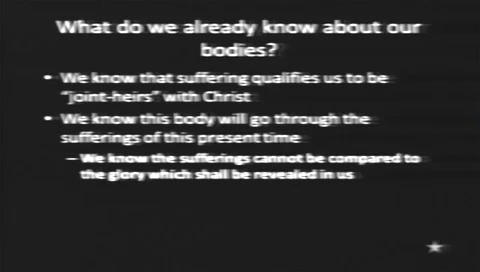 What do we already know about our
bodies?
• We know that suffering qualifies us to be
“joint-heirs” with Christ
• We know this body will go through the
sufferings of this present time
– We know the sufferings cannot be compared to
the glory which shall be revealed in us